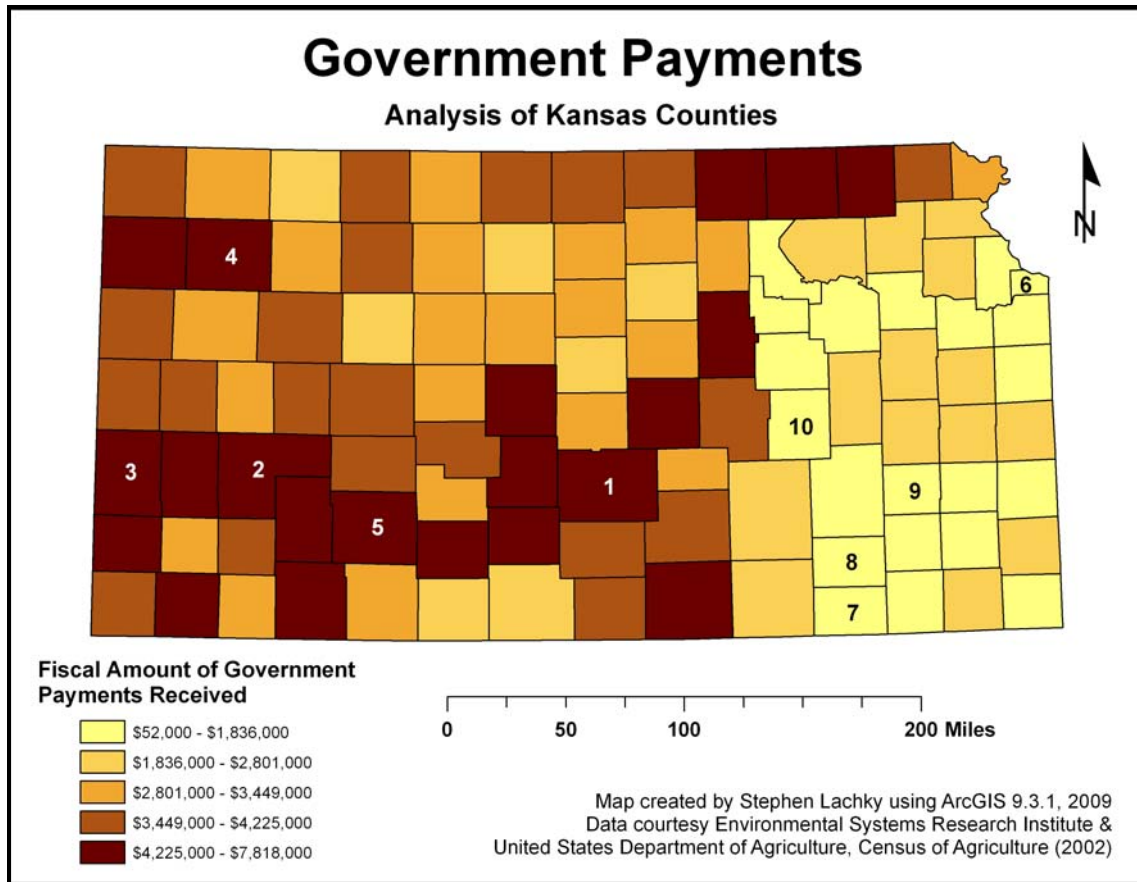 Government Payments
Analysis of Kansas Counties
N
4
6
10
3
2
1
9
5
8
7
Fiscal Amount of Government
Payments Received
$52,000 - $1,836,000
$1,836,000 - $2,801,000
$2,801,000 - $3,449,000
$3,449,000 - $4,225,000
$4,225,000 - $7,818,000
0 50 100 200 Miles
Map created by Stephen Lachky using ArcGIS 9.3.1, 2009
Data courtesy Environmental Systems Research Institute &
United States Department of Agriculture, Census of Agriculture (2002)